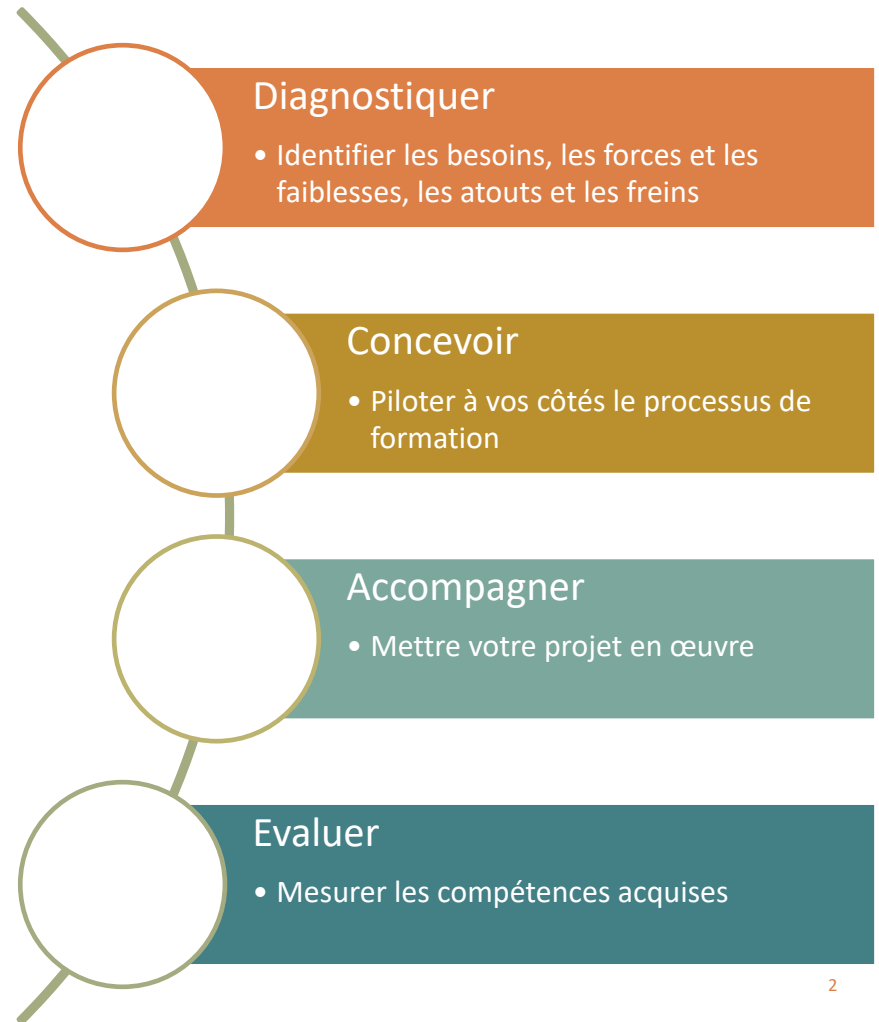 Diagnostiquer
• Identifier les besoins, les forces et les
faiblesses, les atouts et les freins
Concevoir
• Piloter à vos côtés le processus de
formation
Accompagner
• Mettre votre projet en œuvre
Evaluer
• Mesurer les compétences acquises
2